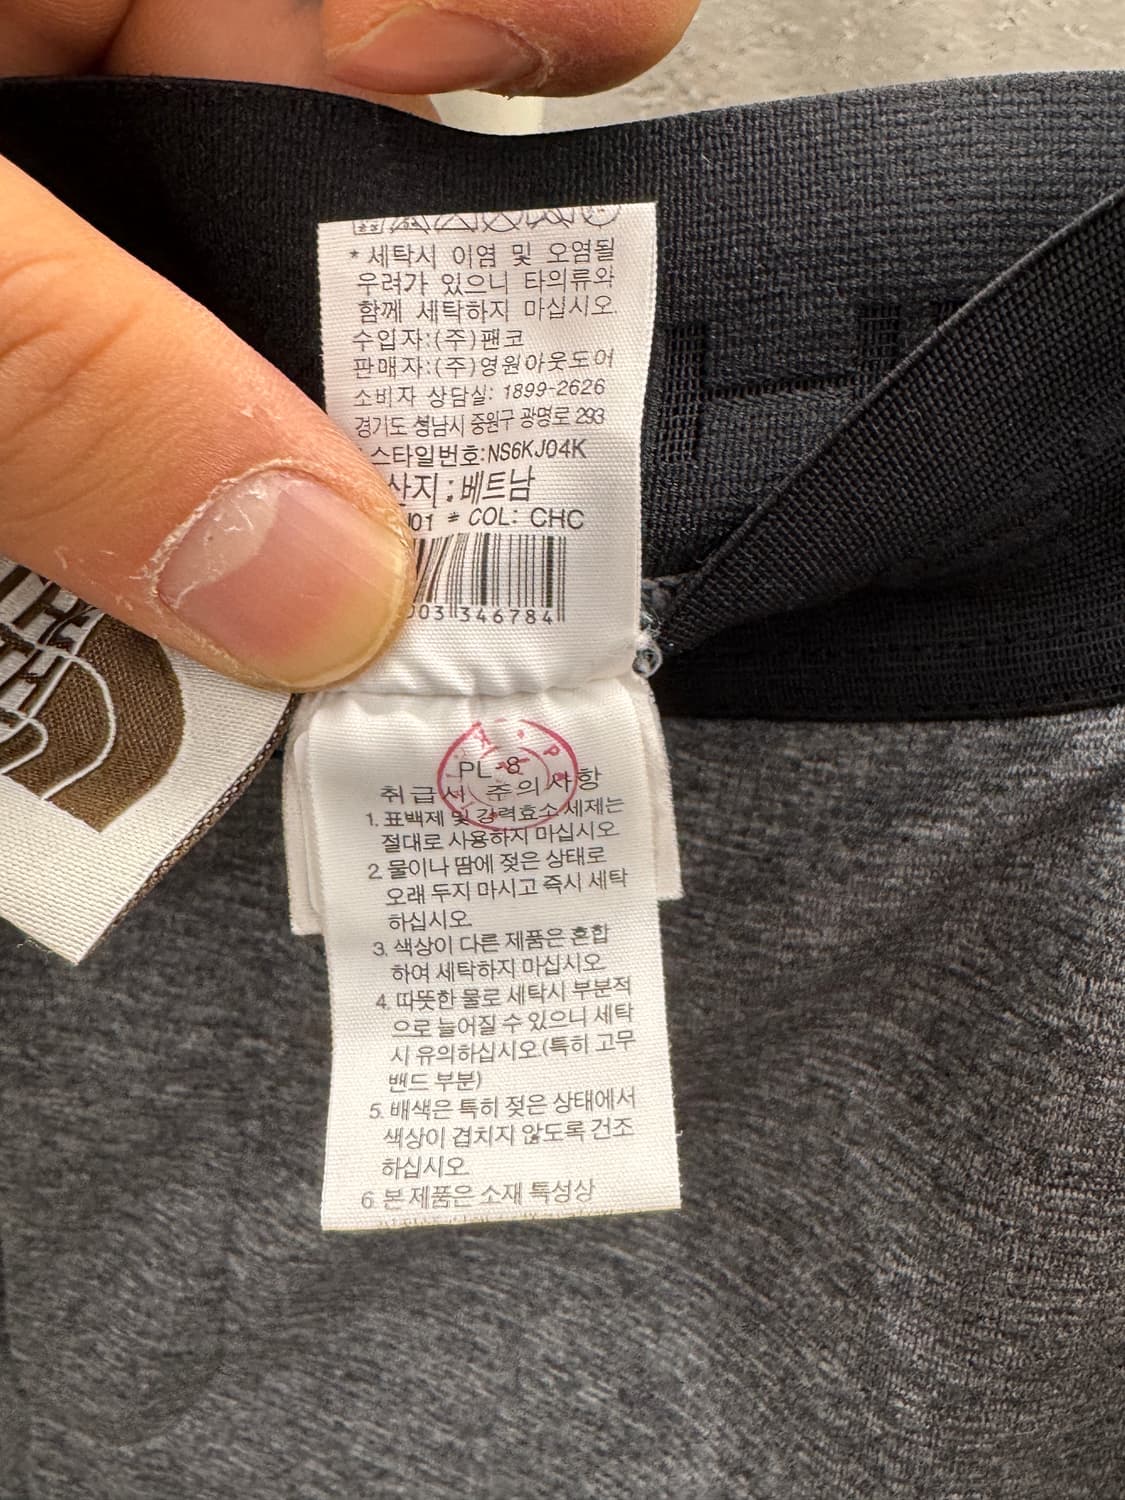 * 세탁시 이염 및 오염될
우려가 있으니 타의류와
함께 세탁하지 마십시오.
수입자:(주)팬코
판매자:(주)영원아웃도어
소비자 상담실: 1899-2626
경기도 성남시 중원구 광명로 293
스타일번호:NS6KJ04K
산지:베트남
J01 # COL: CHC
003 346784
PL-8
취급시 주의사항
1. 표백제 및 강력효소 세제는
절대로 사용하지 마십시오
2. 물이나 땀에 젖은 상태로
오래 두지 마시고 즉시 세탁
하십시오.
3. 색상이 다른 제품은 혼합
하여 세탁하지 마십시오.
4. 따뜻한 물로 세탁시 부분적
으로 늘어질 수 있으니 세탁
시 유의하십시오.(특히 고무
밴드 부분)
5. 배색은 특히 젖은 상태에서
색상이 겹치지 않도록 건조
하십시오.
6. 본 제품은 소재 특성상